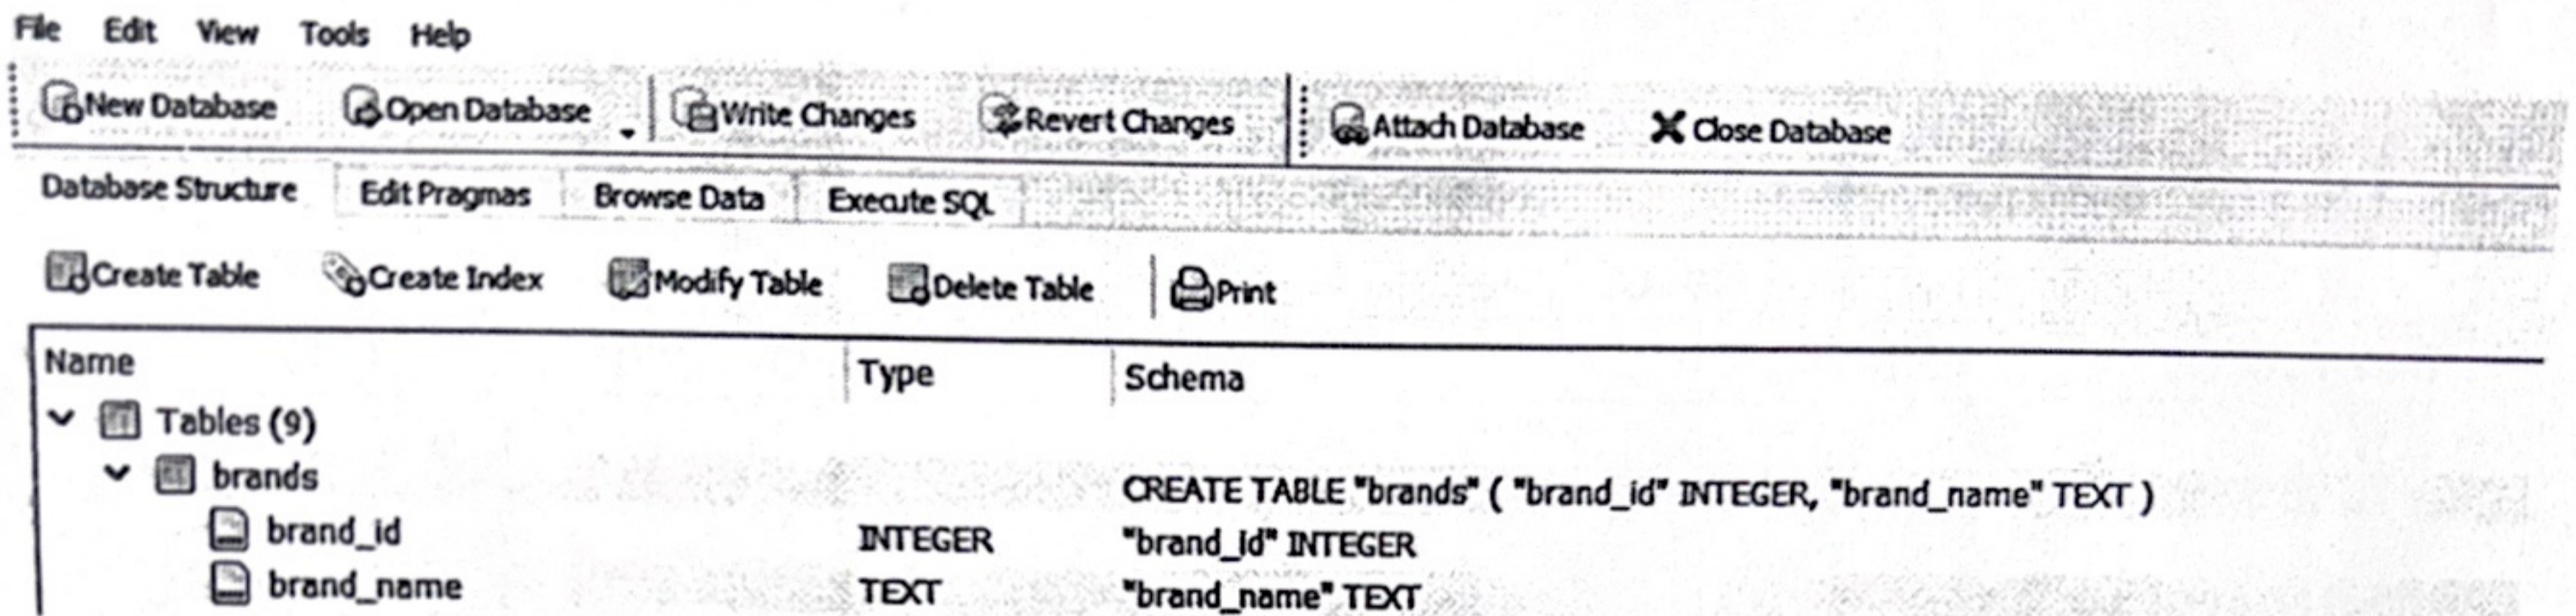 File Edit View Tools Help
New Database Open Database Write Changes Revert Changes Attach Database Close Database
Database Structure Edit Pragmas Browse Data Execute SQL
Create Table Create Index Modify Table Delete Table Print
Name Type Schema
Tables (9)
brands CREATE TABLE "brands" ( "brand_id" INTEGER, "brand_name" TEXT )
brand_id INTEGER "brand_id" INTEGER
brand_name TEXT "brand_name" TEXT